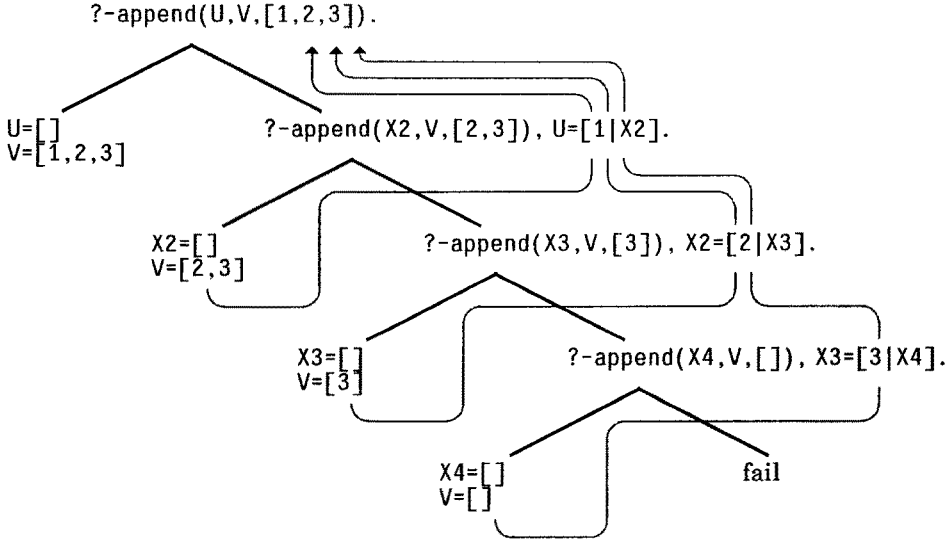 ?-append(U,V,[1,2,3]).
U=[]
V=[1,2,3]
?-append(X2,V,[2,3]), U=[1|X2].
X2=[]
V=[2,3]
?-append(X3,V,[3]), X2=[2|X3].
X3=[]
V=[3]
?-append(X4,V,[]), X3=[3|X4].
X4=[]
V=[]
fail